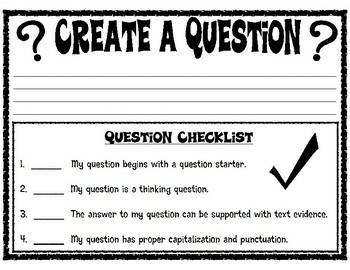 ? CREATE A QUESTION ?
QUESTION CHECKLIST
1. _____ My question begins with a question starter.
2. _____ My question is a thinking question.
3. _____ The answer to my question can be supported with text evidence.
4. _____ My question has proper capitalization and punctuation.